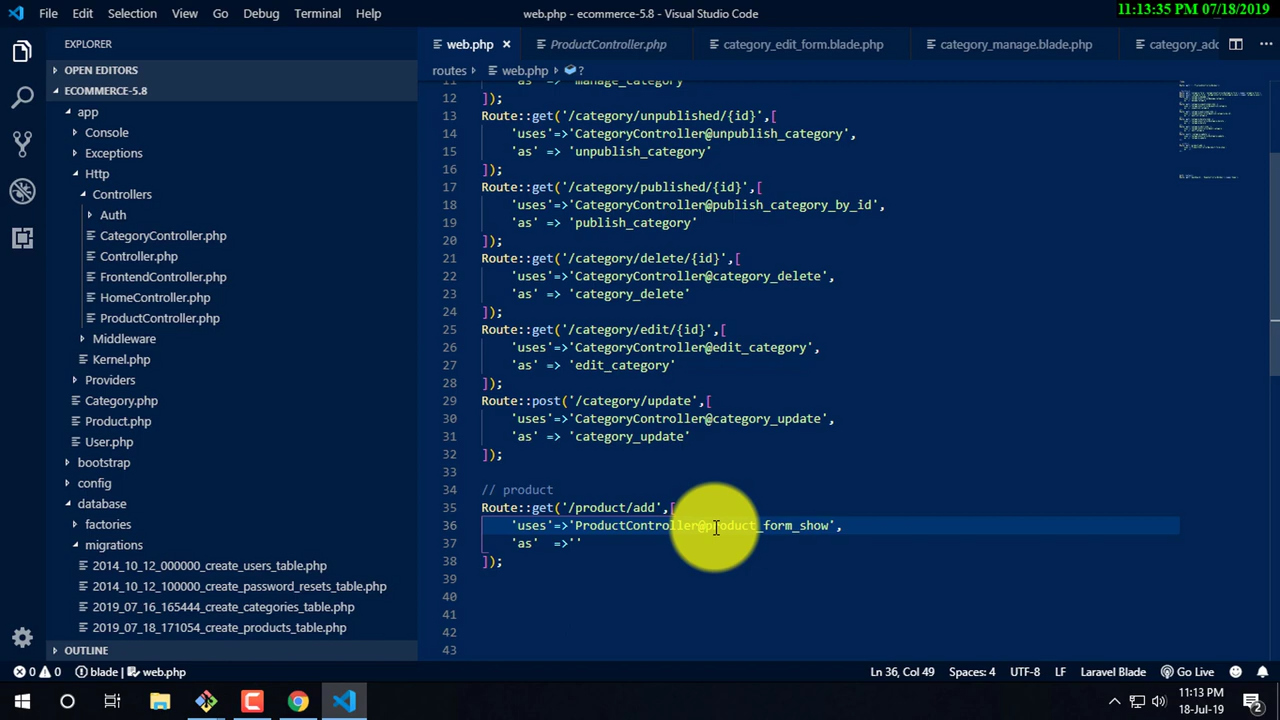 File Edit Selection View Go Debug Terminal Help
web.php - ecommerce-5.8 - Visual Studio Code
11:13:35 PM 07/18/2019
EXPLORER
OPEN EDITORS
ECOMMERCE-5.8
app
Console
Exceptions
Http
Controllers
Auth
CategoryController.php
Controller.php
FrontendController.php
HomeController.php
ProductController.php
Middleware
Kernel.php
Providers
Category.php
Product.php
User.php
bootstrap
config
database
factories
migrations
2014_10_12_000000_create_users_table.php
2014_10_12_100000_create_password_resets_table.php
2019_07_16_165444_create_categories_table.php
2019_07_18_171054_create_products_table.php
OUTLINE
web.php ProductController.php category_edit_form.blade.php category_manage.blade.php category_add
routes web.php ?
11 'as' => 'manage_category'
12 ]);
13 Route::get('/category/unpublished/{id}',[
14 'uses'=>'CategoryController@unpublish_category',
15 'as' => 'unpublish_category'
16 ]);
17 Route::get('/category/published/{id}',[
18 'uses'=>'CategoryController@publish_category_by_id',
19 'as' => 'publish_category'
20 ]);
21 Route::get('/category/delete/{id}',[
22 'uses'=>'CategoryController@category_delete',
23 'as' => 'category_delete'
24 ]);
25 Route::get('/category/edit/{id}',[
26 'uses'=>'CategoryController@edit_category',
27 'as' => 'edit_category'
28 ]);
29 Route::post('/category/update',[
30 'uses'=>'CategoryController@category_update',
31 'as' => 'category_update'
32 ]);
33
34 // product
35 Route::get('/product/add',[
36 'uses'=>'ProductController@product_form_show',
37 'as' =>''
38 ]);
39
40
41
42
43
0 0 blade | web.php
Ln 36, Col 49 Spaces: 4 UTF-8 LF Laravel Blade Go Live
11:13 PM
18-Jul-19
2